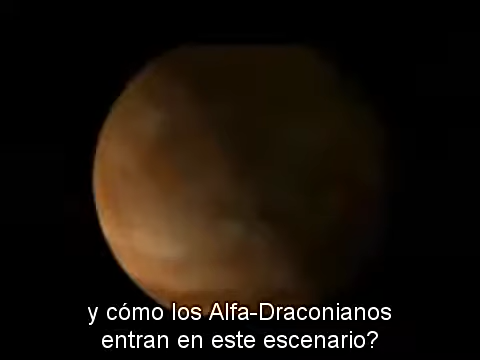 y cómo los Alfa-Draconianos
entran en este escenario?